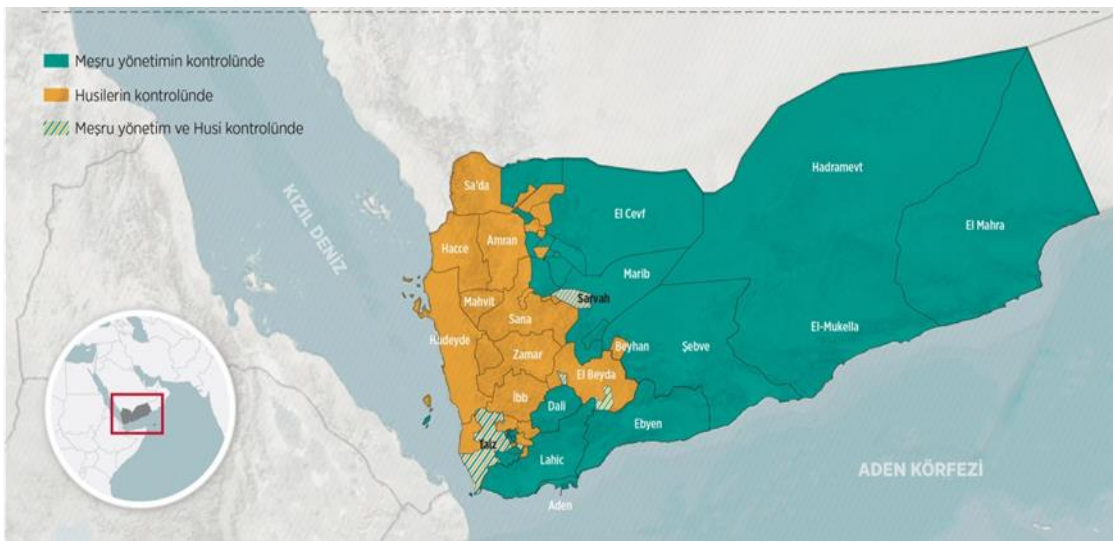 Meşru yönetimin kontrolünde
Husilerin kontrolünde
Meşru yönetim ve Husi kontrolünde
KIZIL DENİZ
Sa'da
Hacce
Amran
El Cevf
Hadramevt
El Mahra
Marib
Sarvah
Mahvit
Sana
Hudeyde
Zamar
Beyhan
Şebve
El-Mukella
El Beyda
İbb
Dali
Ebyen
Taiz
Lahic
Aden
ADEN KÖRFEZİ